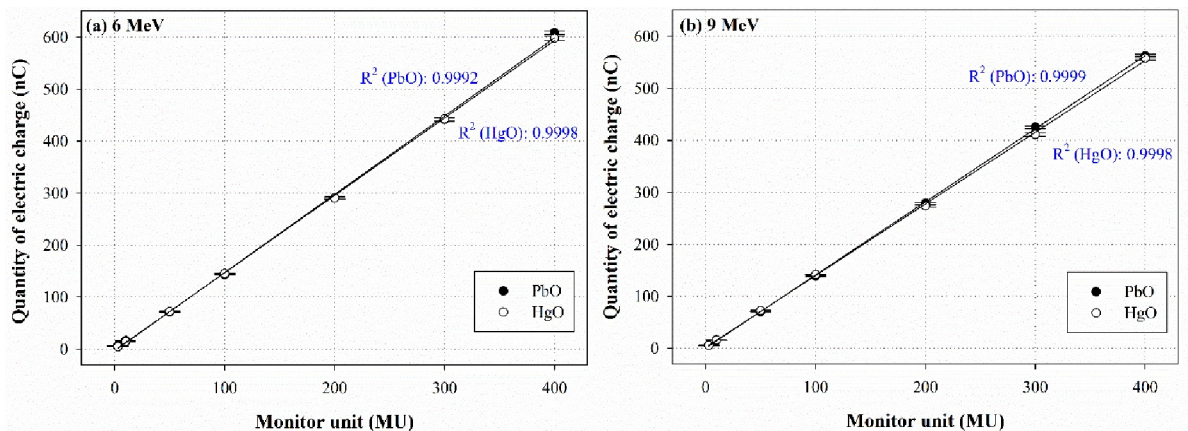 (a) 6 MeV
Quantity of electric charge (nC)
600
500
400
300
200
100
0
R² (PbO): 0.9992
R² (HgO): 0.9998
PbO
HgO
0 100 200 300 400
Monitor unit (MU)
(b) 9 MeV
Quantity of electric charge (nC)
600
500
400
300
200
100
0
R² (PbO): 0.9999
R² (HgO): 0.9998
PbO
HgO
0 100 200 300 400
Monitor unit (MU)